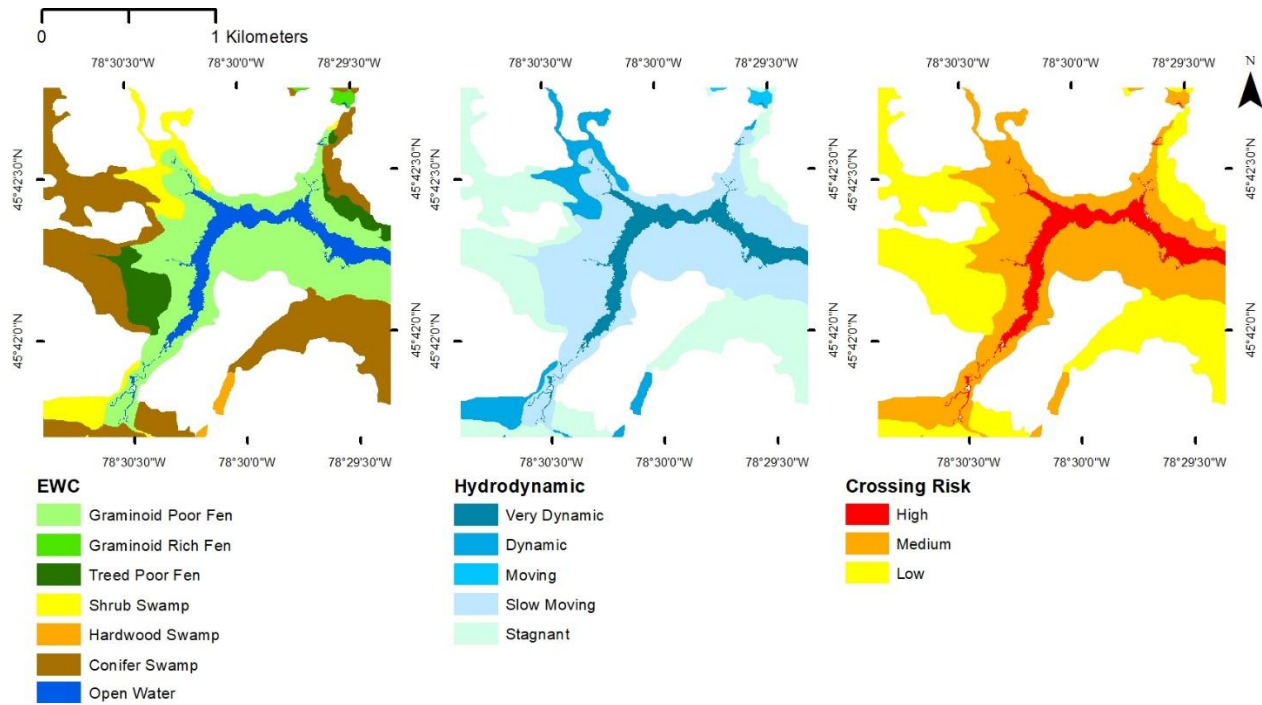 0 1 Kilometers
78°30'30"W 78°30'0"W 78°29'30"W 78°30'30"W 78°30'0"W 78°29'30"W 78°30'30"W 78°30'0"W 78°29'30"W
N
45°42'30"N 45°42'30"N 45°42'30"N 45°42'30"N
45°42'0"N 45°42'0"N 45°42'0"N 45°42'0"N
78°30'30"W 78°30'0"W 78°29'30"W 78°30'30"W 78°30'0"W 78°29'30"W 78°30'30"W 78°30'0"W 78°29'30"W
EWC
Graminoid Poor Fen
Graminoid Rich Fen
Treed Poor Fen
Shrub Swamp
Hardwood Swamp
Conifer Swamp
Open Water
Hydrodynamic
Very Dynamic
Dynamic
Moving
Slow Moving
Stagnant
Crossing Risk
High
Medium
Low